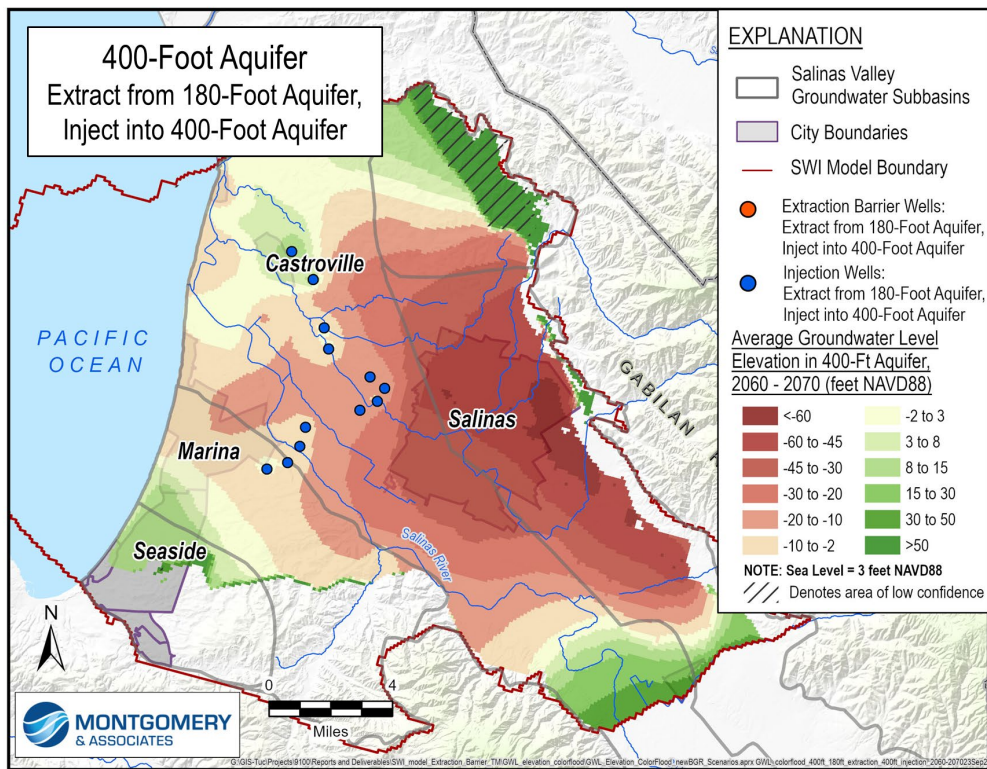 400-Foot Aquifer
Extract from 180-Foot Aquifer,
Inject into 400-Foot Aquifer
EXPLANATION
Salinas Valley
Groundwater Subbasins
City Boundaries
SWI Model Boundary
Extraction Barrier Wells:
Extract from 180-Foot Aquifer,
Inject into 400-Foot Aquifer
Injection Wells:
Extract from 180-Foot Aquifer,
Inject into 400-Foot Aquifer
Average Groundwater Level
Elevation in 400-Ft Aquifer,
2060 - 2070 (feet NAVD88)
<-60
-60 to -45
-45 to -30
-30 to -20
-20 to -10
-10 to -2
-2 to 3
3 to 8
8 to 15
15 to 30
30 to 50
>50
NOTE: Sea Level = 3 feet NAVD88
Denotes area of low confidence
Castroville
PACIFIC
OCEAN
GABILAN
Salinas
Marina
Seaside
Salinas River
N
0 4
Miles
MONTGOMERY
& ASSOCIATES